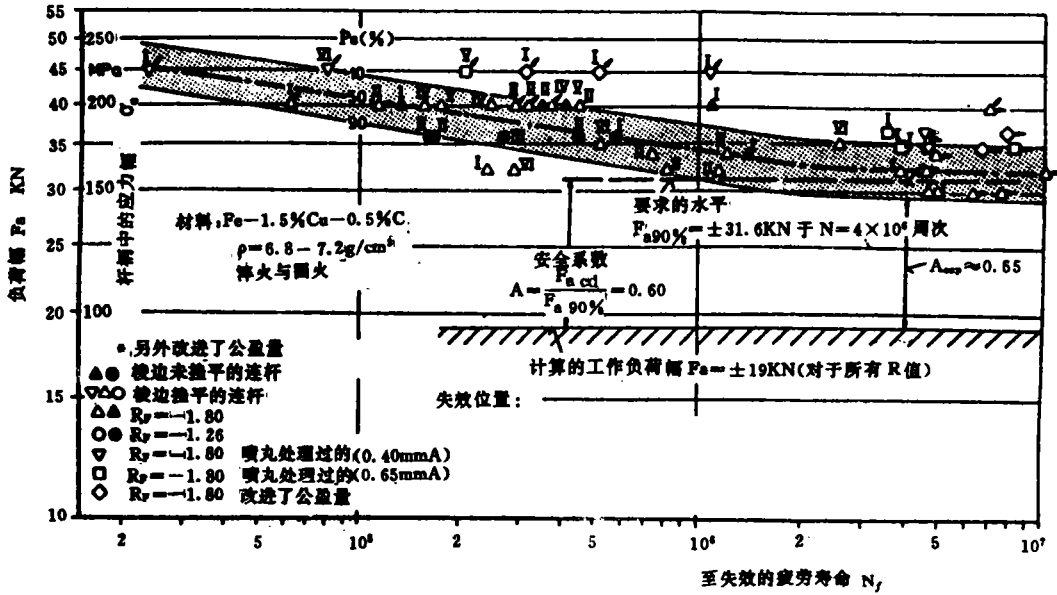 负荷幅 Fa KN
55
50
45
40
35
30
25
20
15
10
250
MPa
200
150
100
杆柄中的应力幅
σa
Pa(%)
10
90
I
VI
VI
I
I
I
材料:Fe-1.5%Cu-0.5%C
ρ=6.8-7.2g/cm³
淬火与回火
要求的水平
Fa90%=±31.6KN 于 N=4×10⁶ 周次
安全系数
A=Fa cd/Fa 90%=0.60
Aexp≈0.55
计算的工作负荷幅 Fa=±19KN(对于所有 R 值)
失效位置:
*.另外改进了公盈量
▲● 棱边未撞平的连杆
▽△○ 棱边撞平的连杆
△▲ RF=-1.80
○● RF=-1.26
▽ RF=-1.80 喷丸处理过的(0.40mmA)
□ RF=-1.80 喷丸处理过的(0.65mmA)
◇ RF=-1.80 改进了公盈量
2 10⁵ 2 5 10⁶ 2 5 10⁷
至失效的疲劳寿命 Nf